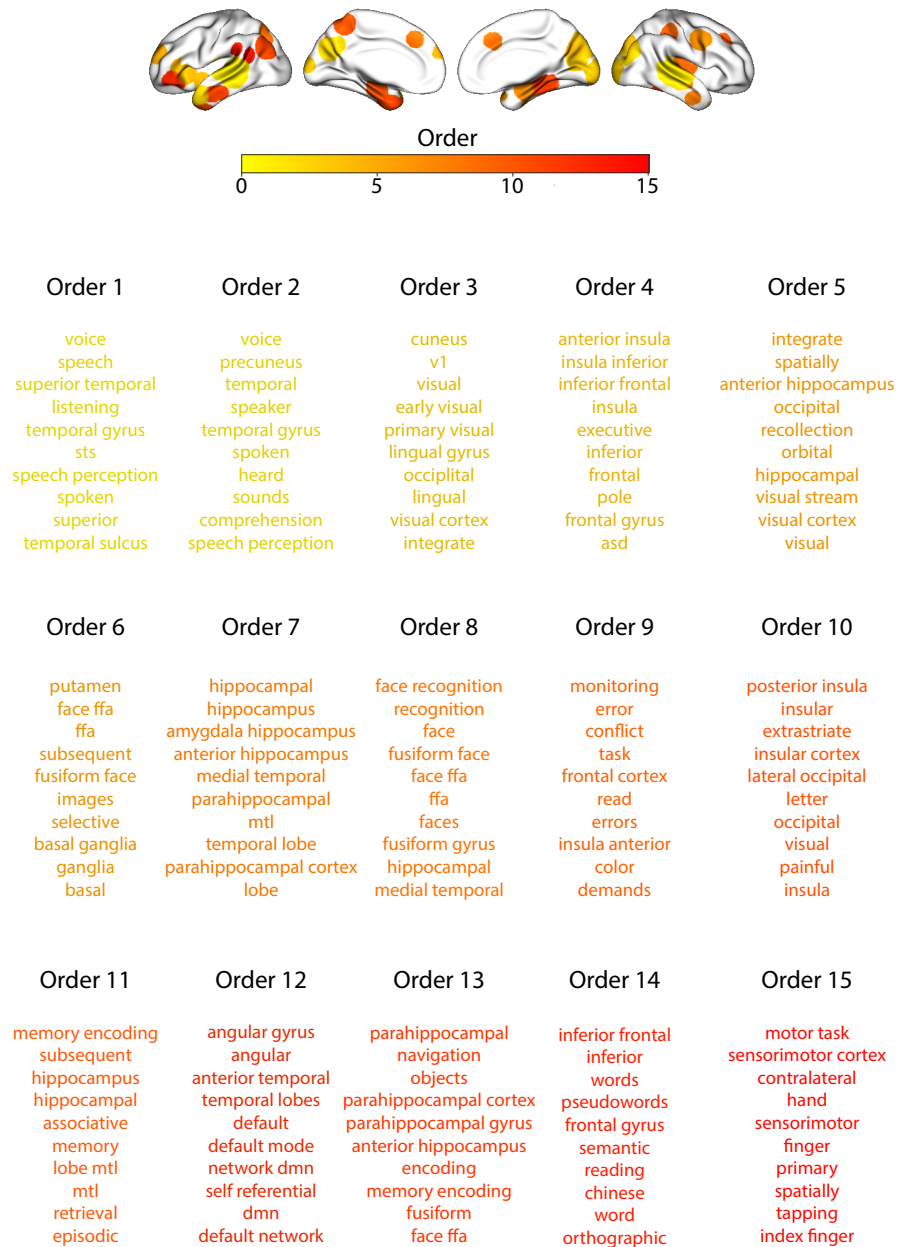 Order
0 5 10 15
Order 1 Order 2 Order 3 Order 4 Order 5
voice voice cuneus anterior insula integrate
speech precuneus v1 insula inferior spatially
superior temporal temporal visual inferior frontal anterior hippocampus
listening speaker early visual insula occipital
temporal gyrus temporal gyrus primary visual executive recollection
sts spoken lingual gyrus inferior orbital
speech perception heard occiplital frontal hippocampal
spoken sounds lingual pole visual stream
superior comprehension visual cortex frontal gyrus visual cortex
temporal sulcus speech perception integrate asd visual
Order 6 Order 7 Order 8 Order 9 Order 10
putamen hippocampal face recognition monitoring posterior insula
face ffa hippocampus recognition error insular
ffa amygdala hippocampus face conflict extrastriate
subsequent anterior hippocampus fusiform face task insular cortex
fusiform face medial temporal face ffa frontal cortex lateral occipital
images parahippocampal ffa read letter
selective mtl faces errors occipital
basal ganglia temporal lobe fusiform gyrus insula anterior visual
ganglia parahippocampal cortex hippocampal color painful
basal lobe medial temporal demands insula
Order 11 Order 12 Order 13 Order 14 Order 15
memory encoding angular gyrus parahippocampal inferior frontal motor task
subsequent angular navigation inferior sensorimotor cortex
hippocampus anterior temporal objects words contralateral
hippocampal temporal lobes parahippocampal cortex pseudowords hand
associative default parahippocampal gyrus frontal gyrus sensorimotor
memory default mode anterior hippocampus semantic finger
lobe mtl network dmn encoding reading primary
mtl self referential memory encoding chinese spatially
retrieval dmn fusiform word tapping
episodic default network face ffa orthographic index finger